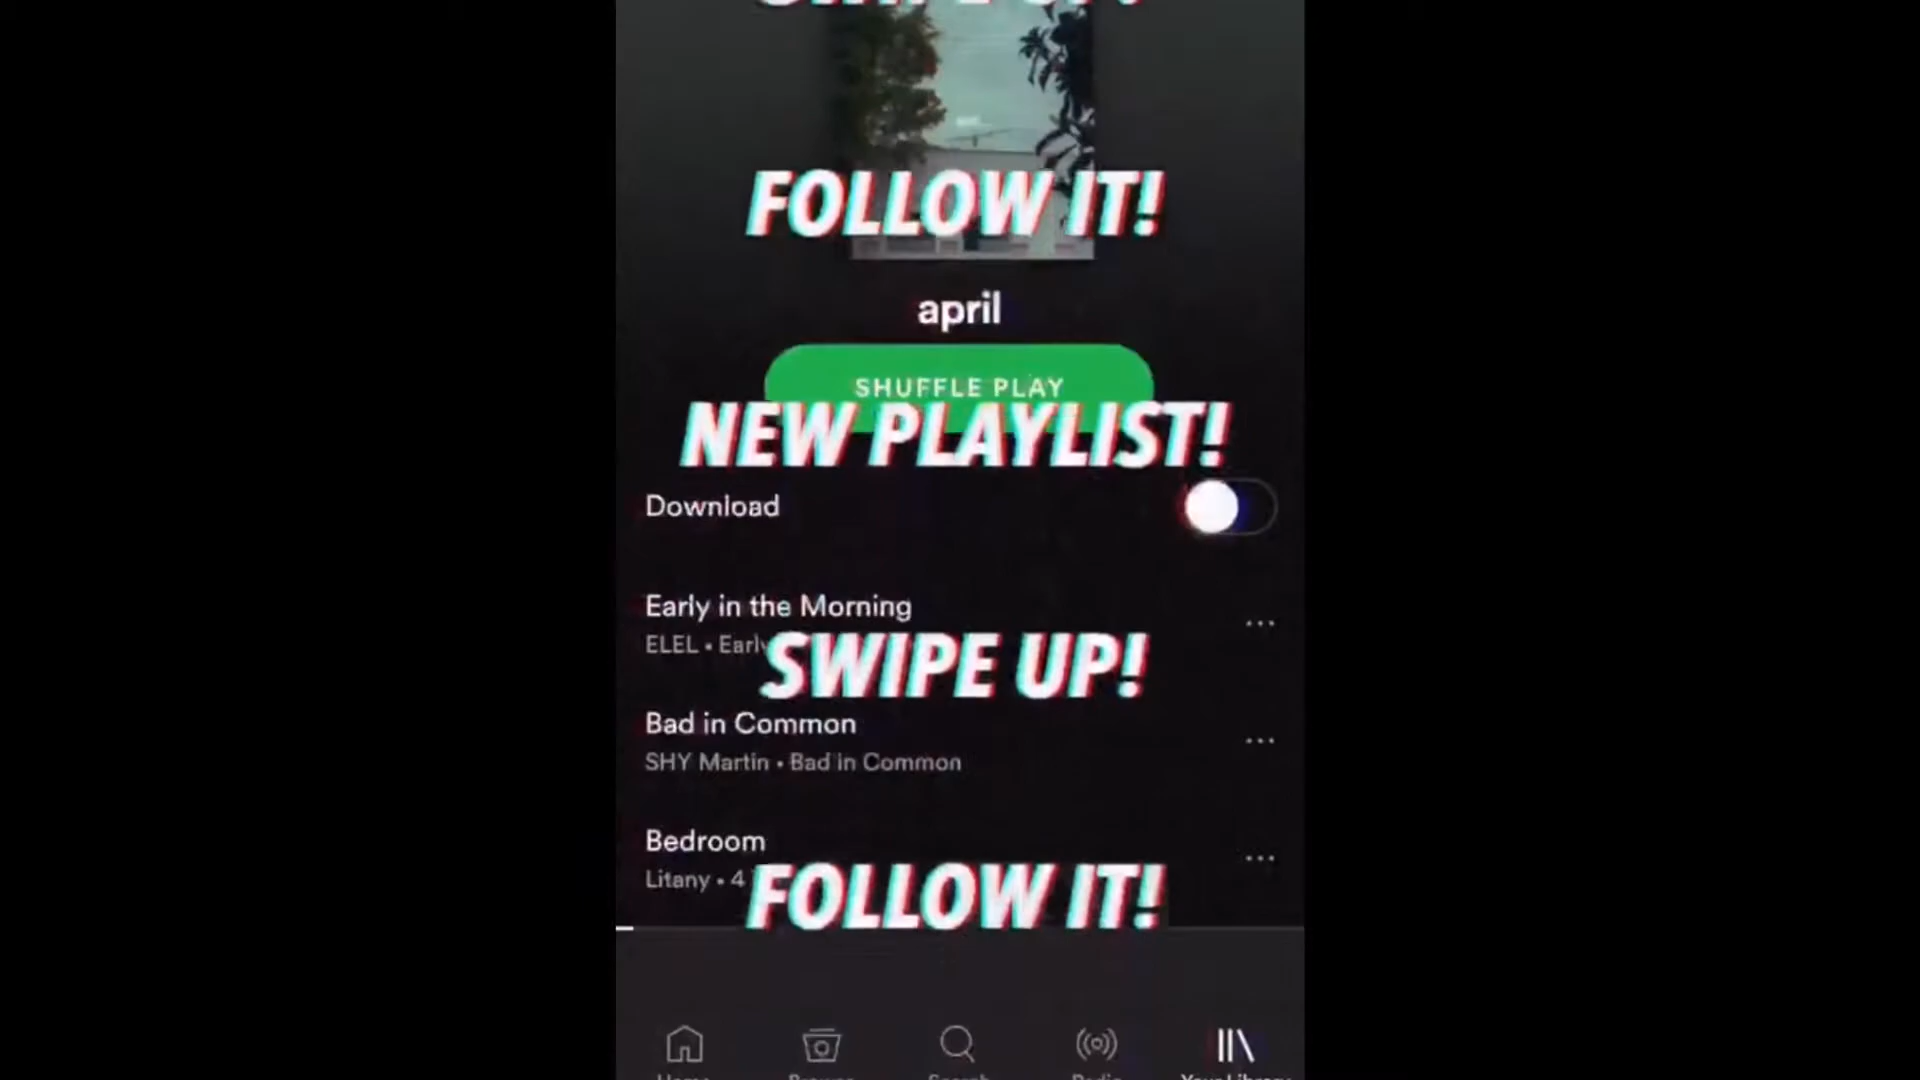 FOLLOW IT!
april
SHUFFLE PLAY
NEW PLAYLIST!
Download
Early in the Morning
ELEL • Early
SWIPE UP!
Bad in Common
SHY Martin • Bad in Common
Bedroom
Litany • 4
FOLLOW IT!